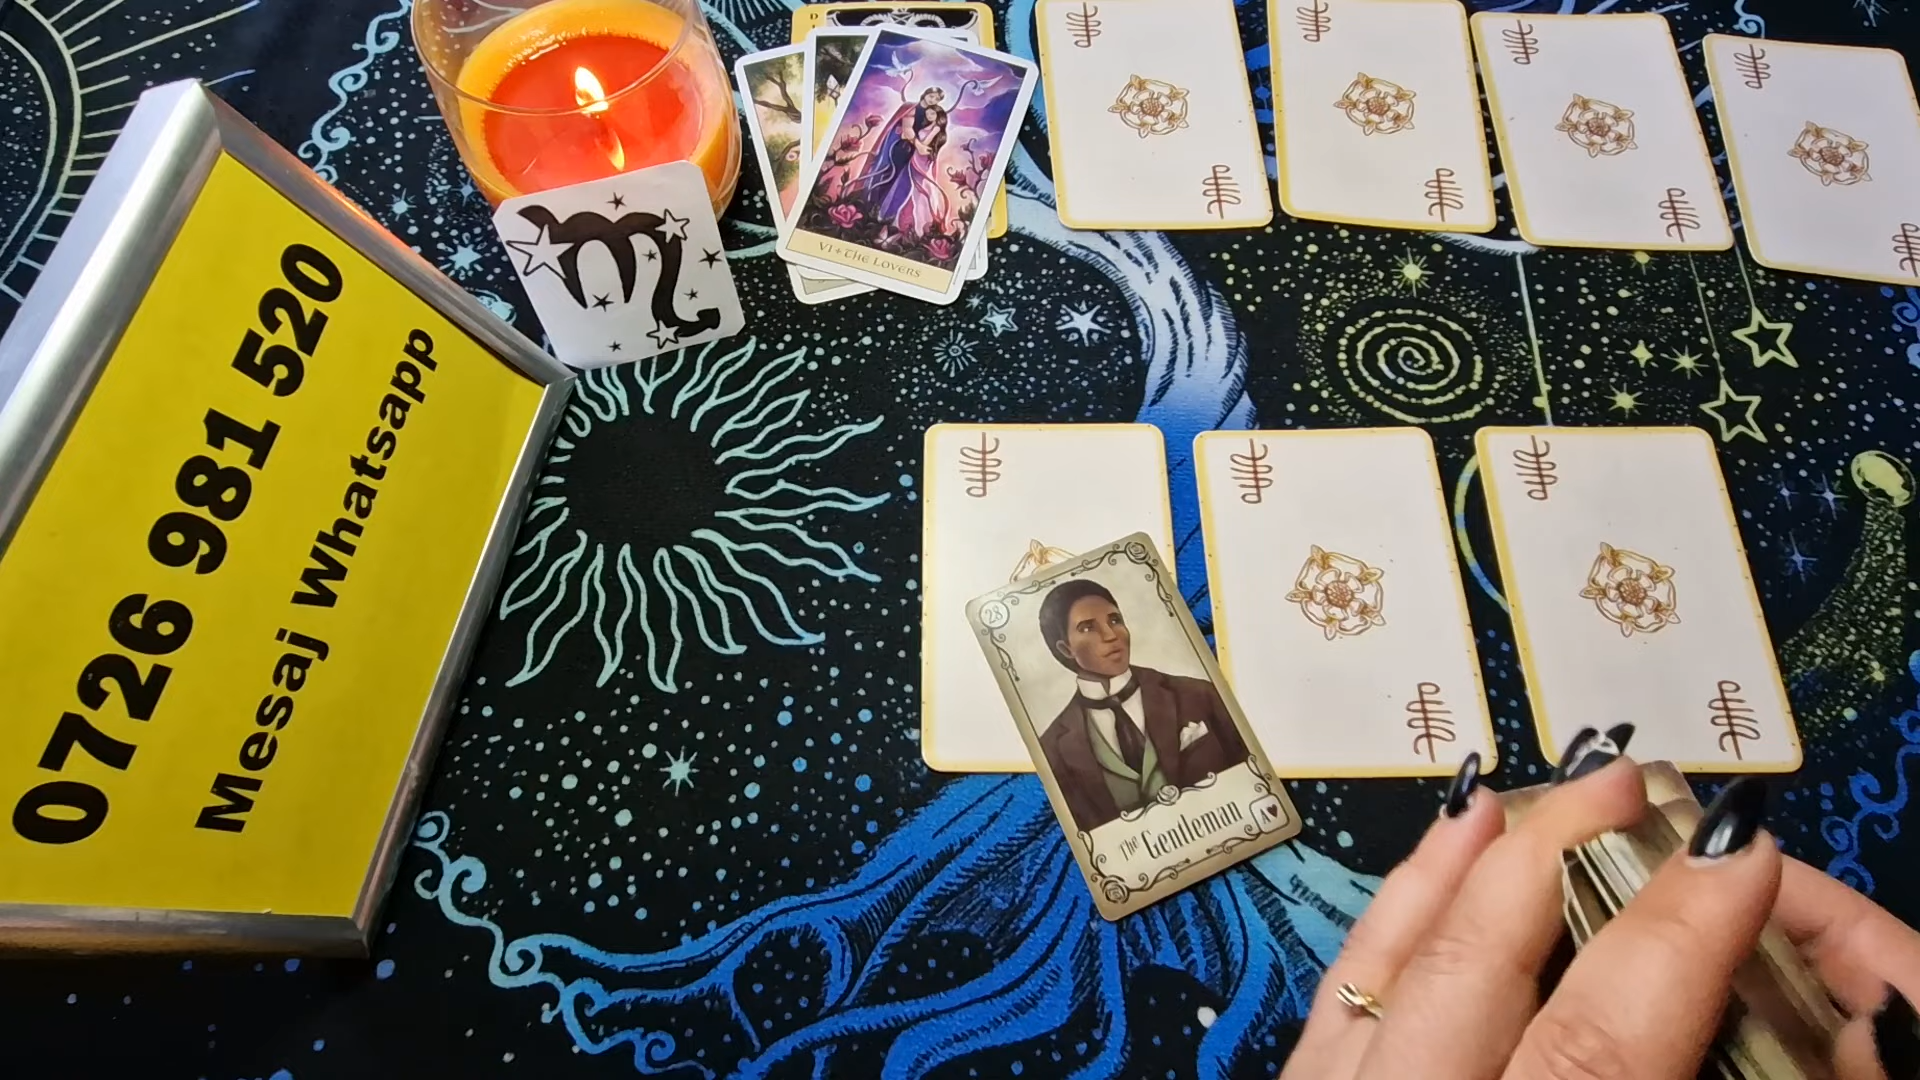 0726 981 520
Mesaj Whatsapp
VI THE LOVERS
28
The Gentleman
A♥